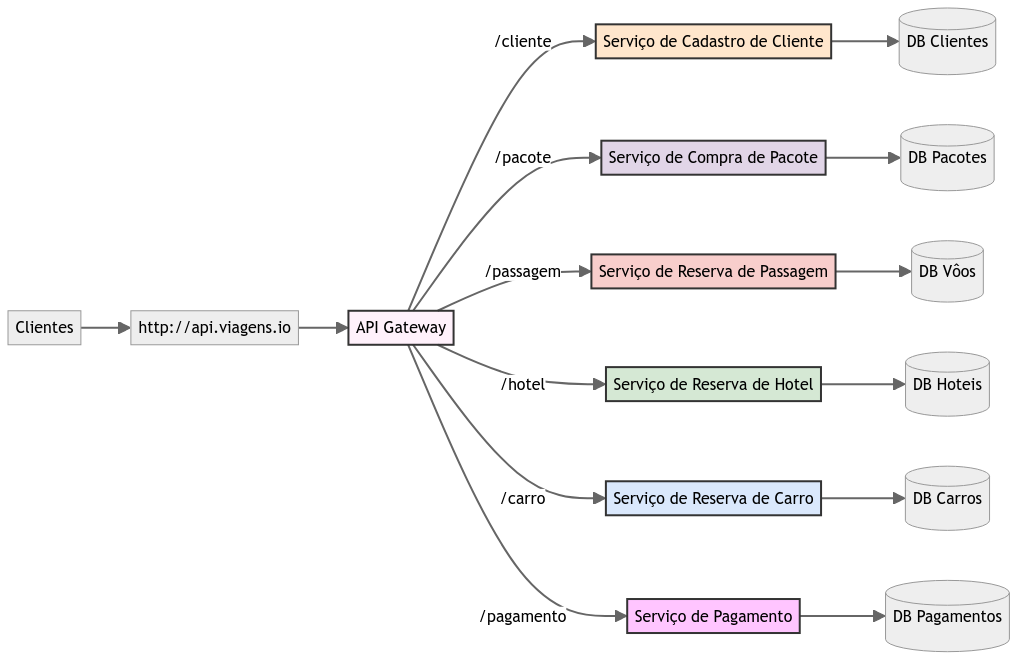 /cliente
Serviço de Cadastro de Cliente
DB Clientes
/pacote
Serviço de Compra de Pacote
DB Pacotes
/passagem
Serviço de Reserva de Passagem
DB Vôos
Clientes
http://api.viagens.io
API Gateway
/hotel
Serviço de Reserva de Hotel
DB Hoteis
/carro
Serviço de Reserva de Carro
DB Carros
/pagamento
Serviço de Pagamento
DB Pagamentos